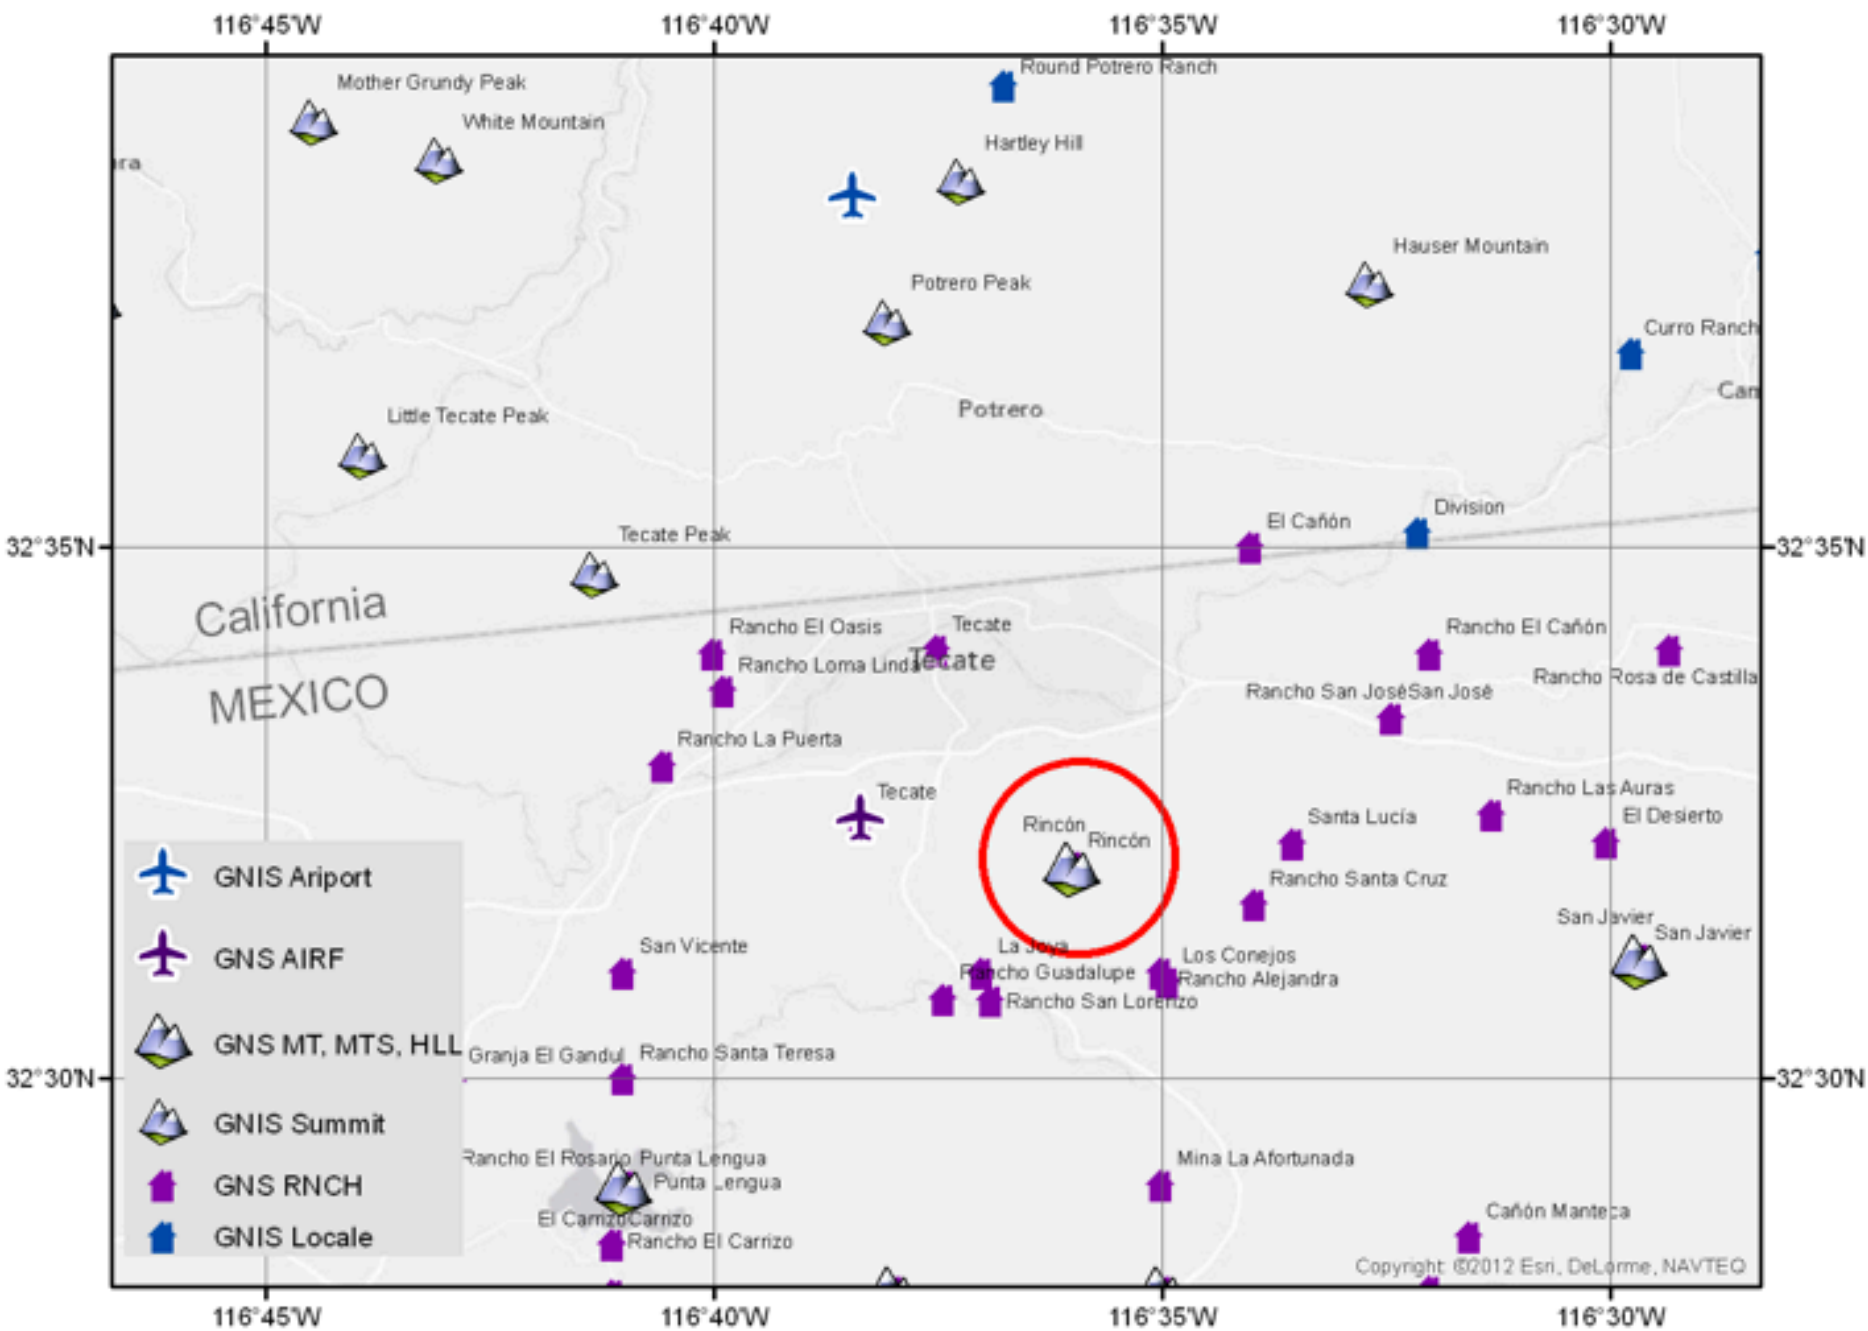 116°45'W 116°40'W 116°35'W 116°30'W
Round Potrero Ranch
Mother Grundy Peak
White Mountain
Hartley Hill
ara
Hauser Mountain
Potrero Peak
Curro Ranch
Cam
Potrero
Little Tecate Peak
Division
El Cañón
Tecate Peak
32°35'N 32°35'N
California
Rancho El Oasis
Tecate
Rancho El Cañón
Rancho Loma Linda
Tecate
Rancho Rosa de Castilla
MEXICO
Rancho San José San José
Rancho La Puerta
Tecate
Rancho Las Auras
Santa Lucía
El Desierto
Rincón
Rincón
Rancho Santa Cruz
San Javier
San Javier
San Vicente
La Joya
Los Conejos
Rancho Guadalupe
Rancho Alejandra
Rancho San Lorenzo
Granja El Gandul
Rancho Santa Teresa
32°30'N 32°30'N
Rancho El Rosario
Punta Lengua
Mina La Afortunada
Punta Lengua
El Carrizo Carrizo
Cañón Manteca
Rancho El Carrizo
Copyright: ©2012 Esri, DeLorme, NAVTEQ
GNIS Ariport
GNS AIRF
GNS MT, MTS, HLL
GNIS Summit
GNS RNCH
GNIS Locale
116°45'W 116°40'W 116°35'W 116°30'W